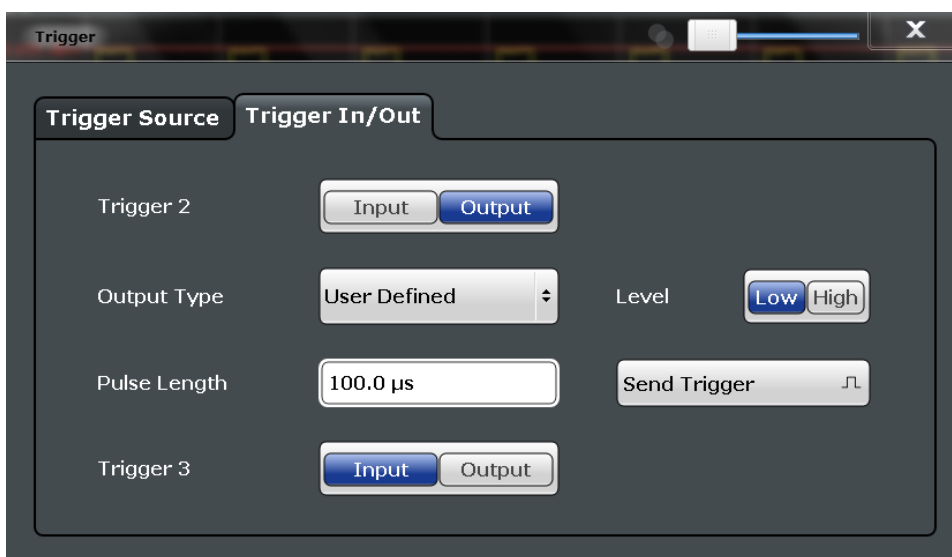 Trigger
X
Trigger Source Trigger In/Out
Trigger 2 Input Output
Output Type User Defined Level Low High
Pulse Length 100.0 µs Send Trigger
Trigger 3 Input Output